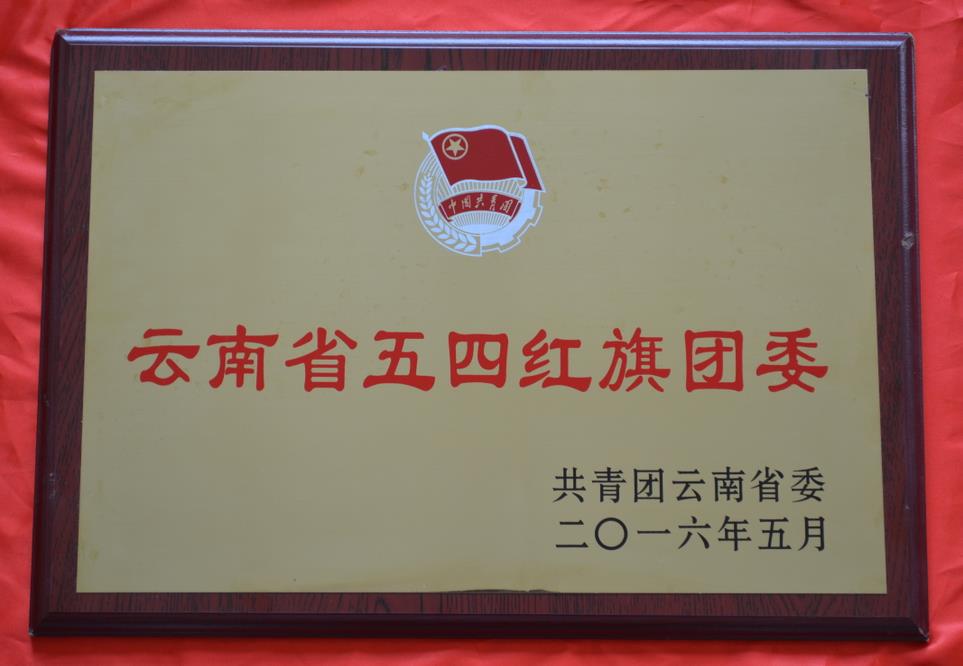 中国共青团
云南省五四红旗团委
共青团云南省委
二〇一六年五月